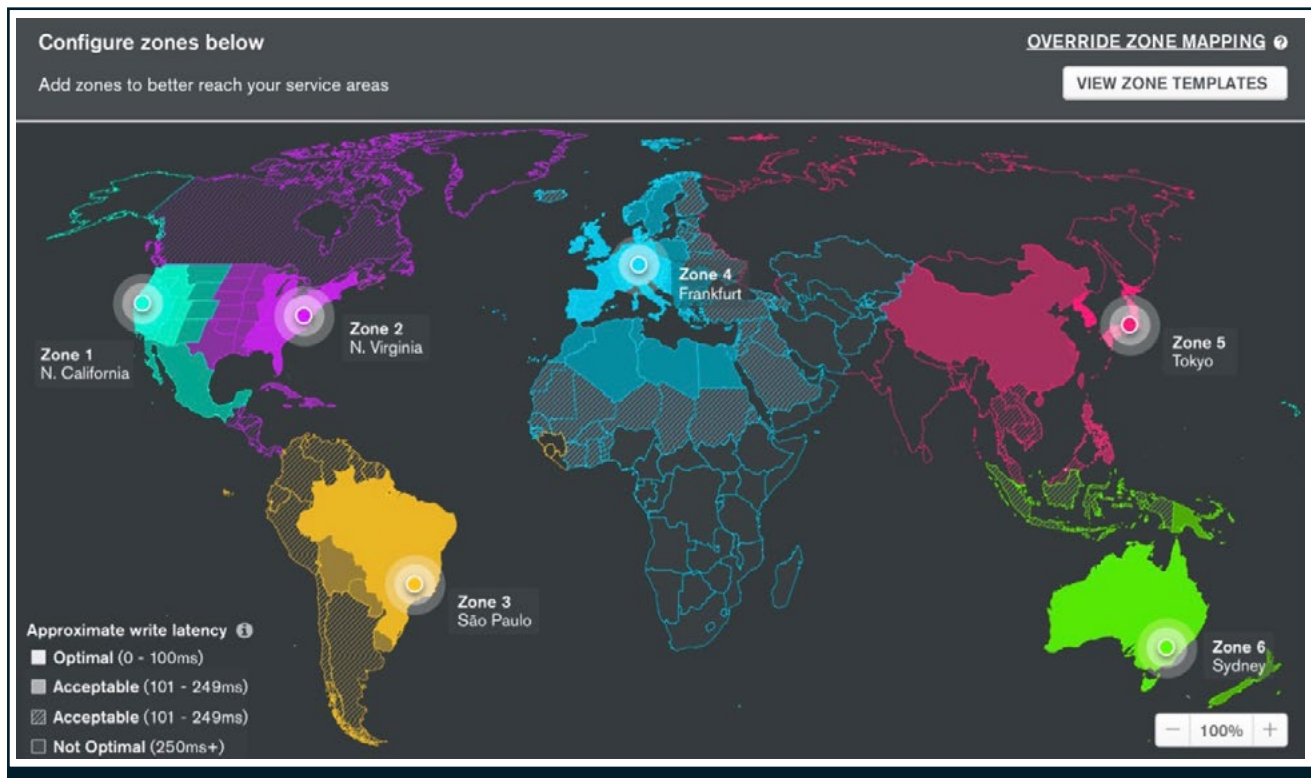 Configure zones below
OVERRIDE ZONE MAPPING ?
Add zones to better reach your service areas
VIEW ZONE TEMPLATES
Zone 1
N. California
Zone 2
N. Virginia
Zone 4
Frankfurt
Zone 5
Tokyo
Zone 3
São Paulo
Zone 6
Sydney
Approximate write latency i
Optimal (0 - 100ms)
Acceptable (101 - 249ms)
Acceptable (101 - 249ms)
Not Optimal (250ms+)
− 100% +